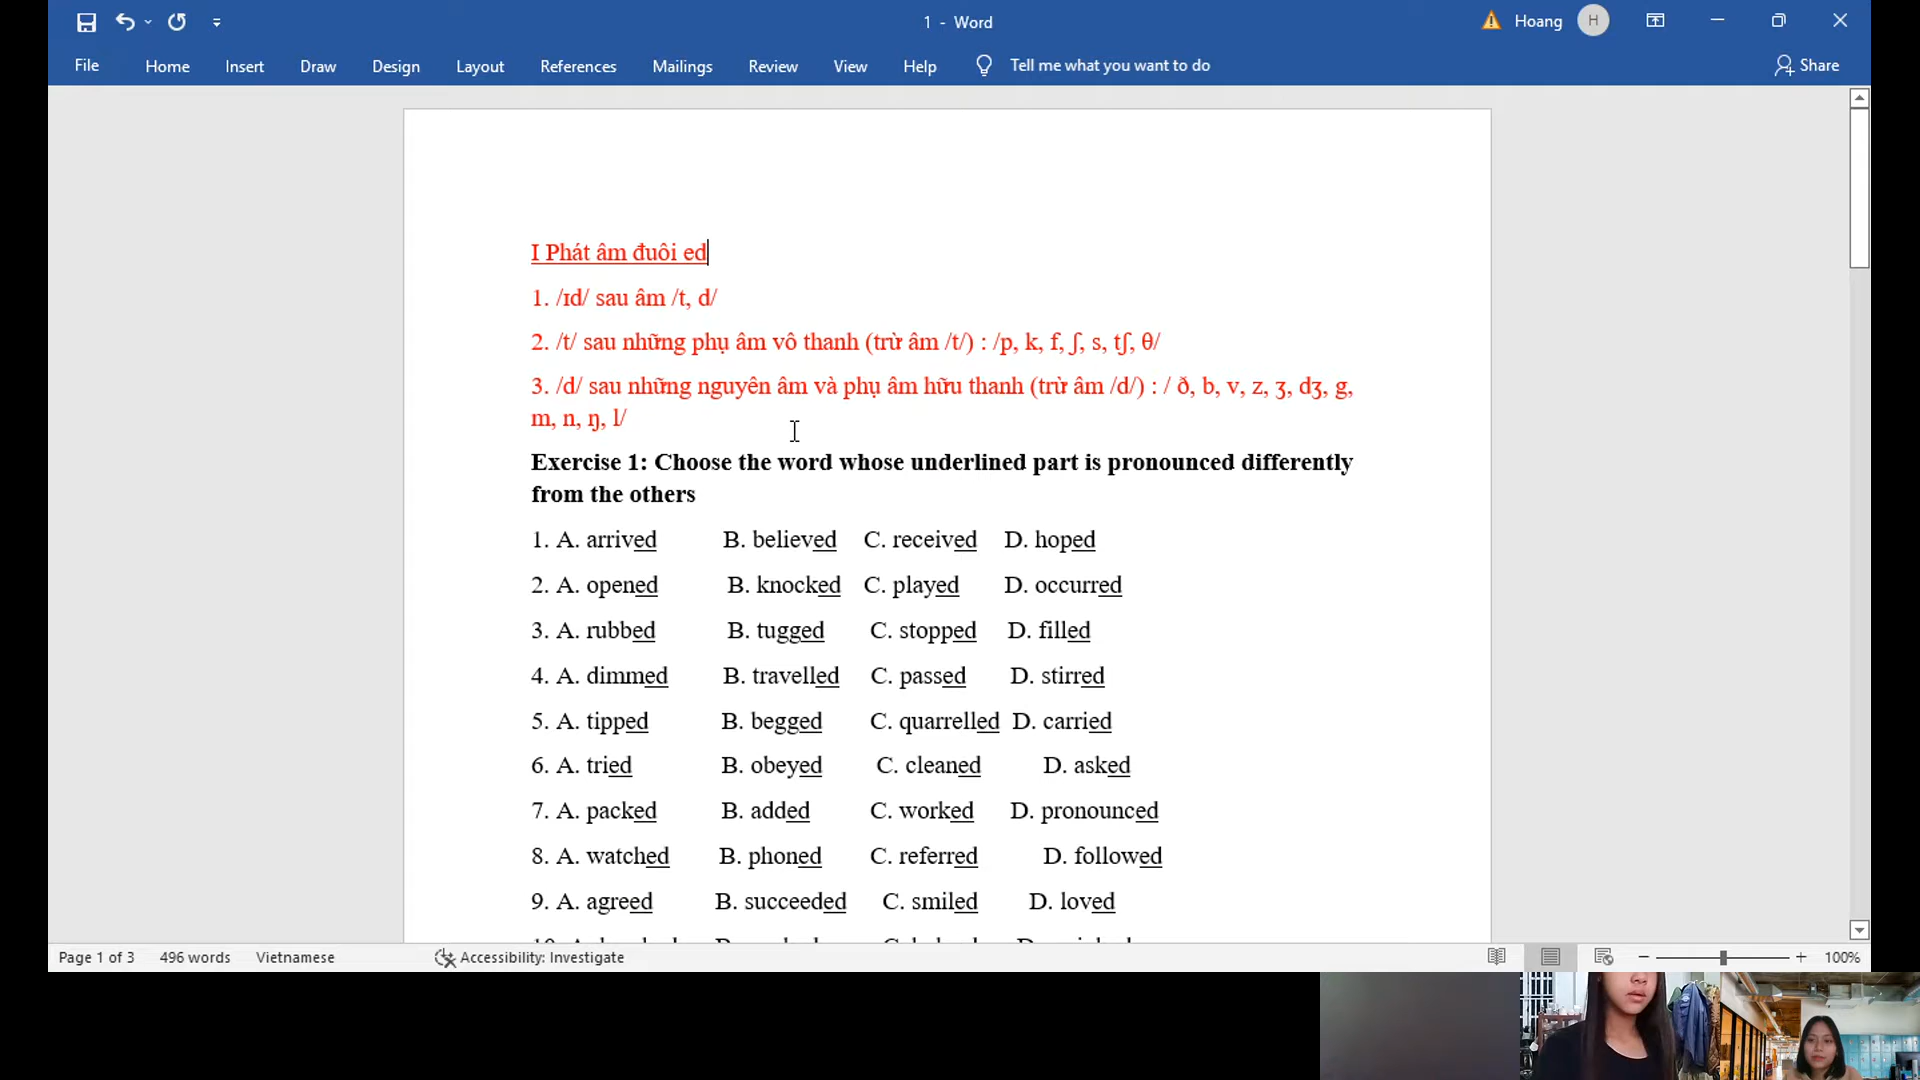 1 - Word
Hoang
H
File Home Insert Draw Design Layout References Mailings Review View Help Tell me what you want to do Share
I Phát âm đuôi ed
1. /ɪd/ sau âm /t, d/
2. /t/ sau những phụ âm vô thanh (trừ âm /t/) : /p, k, f, ʃ, s, tʃ, θ/
3. /d/ sau những nguyên âm và phụ âm hữu thanh (trừ âm /d/) : / ð, b, v, z, ʒ, dʒ, g,
m, n, ŋ, l/
Exercise 1: Choose the word whose underlined part is pronounced differently
from the others
1. A. arrived B. believed C. received D. hoped
2. A. opened B. knocked C. played D. occurred
3. A. rubbed B. tugged C. stopped D. filled
4. A. dimmed B. travelled C. passed D. stirred
5. A. tipped B. begged C. quarrelled D. carried
6. A. tried B. obeyed C. cleaned D. asked
7. A. packed B. added C. worked D. pronounced
8. A. watched B. phoned C. referred D. followed
9. A. agreed B. succeeded C. smiled D. loved
Page 1 of 3 496 words Vietnamese Accessibility: Investigate 100%